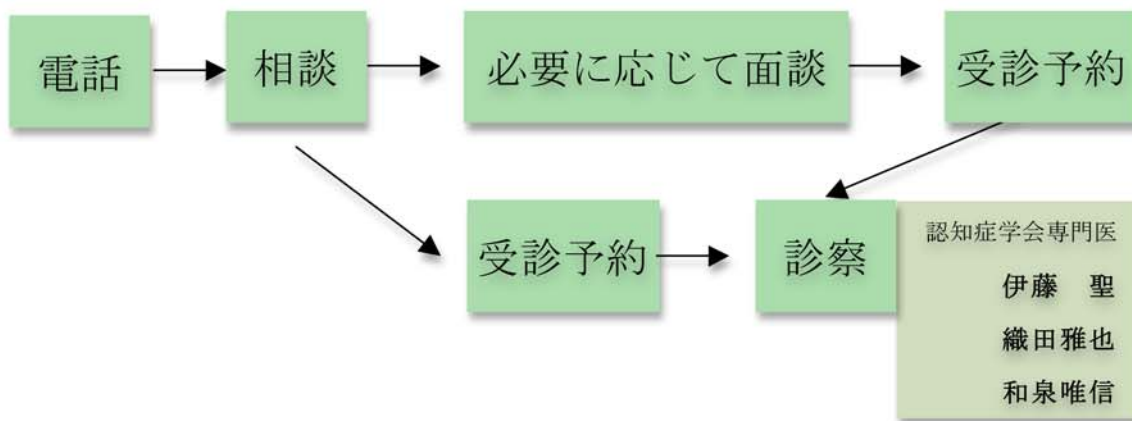 電話
相談
必要に応じて面談
受診予約
受診予約
診察
認知症学会専門医
伊藤　聖
織田雅也
和泉唯信